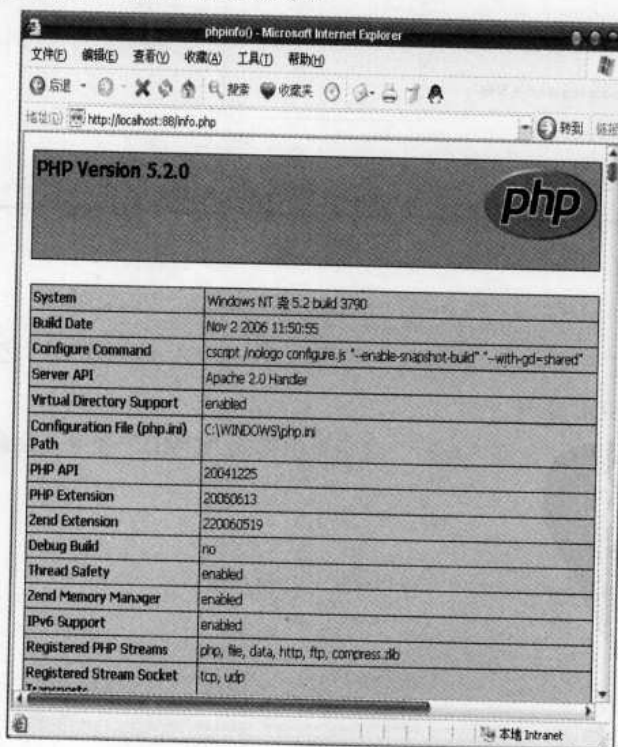 phpinfo() - Microsoft Internet Explorer
文件(F) 编辑(E) 查看(V) 收藏(A) 工具(T) 帮助(H)
后退 搜索 收藏夹
地址(D) http://localhost:88/info.php 转到 链接
PHP Version 5.2.0
php
System Windows NT 尧 5.2 build 3790
Build Date Nov 2 2006 11:50:55
Configure Command cscript /nologo configure.js "--enable-snapshot-build" "--with-gd=shared"
Server API Apache 2.0 Handler
Virtual Directory Support enabled
Configuration File (php.ini) Path C:\WINDOWS\php.ini
PHP API 20041225
PHP Extension 20060613
Zend Extension 220060519
Debug Build no
Thread Safety enabled
Zend Memory Manager enabled
IPv6 Support enabled
Registered PHP Streams php, file, data, http, ftp, compress.zlib
Registered Stream Socket Transports tcp, udp
本地 Intranet